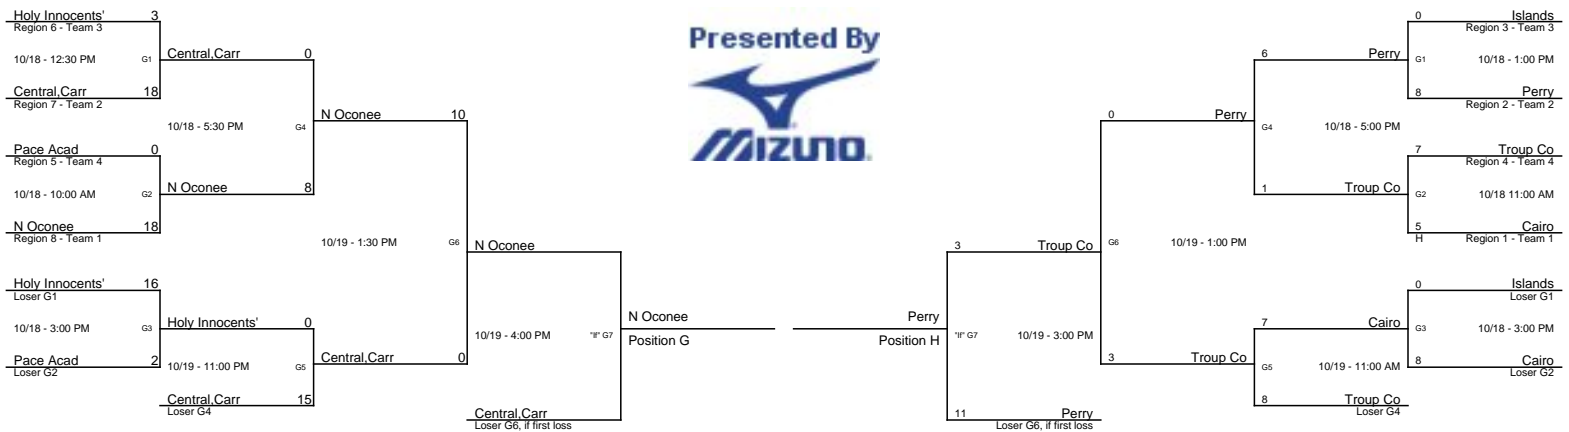 Presented By
MIZUNO
Holy Innocents' 3
Region 6 - Team 3
10/18 - 12:30 PM G1
Central,Carr 18
Region 7 - Team 2
Central,Carr 0
10/18 - 5:30 PM G4
Pace Acad 0
Region 5 - Team 4
10/18 - 10:00 AM G2
N Oconee 18
Region 8 - Team 1
N Oconee 8
N Oconee 10
10/19 - 1:30 PM G6
Holy Innocents' 16
Loser G1
10/18 - 3:00 PM G3
Pace Acad 2
Loser G2
Holy Innocents' 0
10/19 - 11:00 PM G5
Central,Carr 15
Loser G4
Central,Carr 0
N Oconee
10/19 - 4:00 PM "If" G7
Central,Carr
Loser G6, if first loss
N Oconee
Position G
Perry
Position H
3 Troup Co
"If" G7 10/19 - 3:00 PM
11 Perry
Loser G6, if first loss
0 Perry
G6 10/19 - 1:00 PM
3 Troup Co
6 Perry
G4 10/18 - 5:00 PM
1 Troup Co
0 Islands
Region 3 - Team 3
G1 10/18 - 1:00 PM
8 Perry
Region 2 - Team 2
7 Troup Co
Region 4 - Team 4
G2 10/18 11:00 AM
5 Cairo
H Region 1 - Team 1
7 Cairo
G5 10/19 - 11:00 AM
8 Troup Co
Loser G4
0 Islands
Loser G1
G3 10/18 - 3:00 PM
8 Cairo
Loser G2